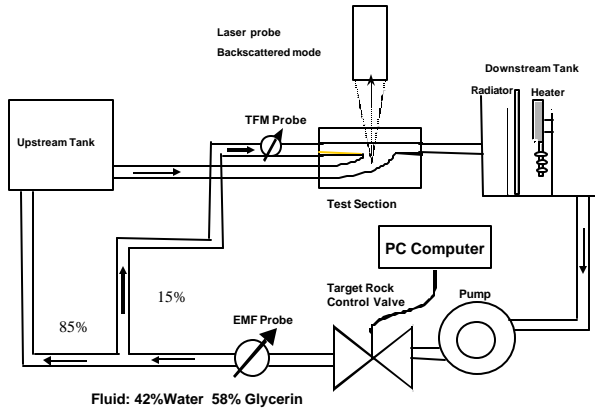 Laser probe
Backscattered mode
Downstream Tank
Radiator
Heater
TFM Probe
Upstream Tank
Test Section
PC Computer
Target Rock
Control Valve
Pump
15%
85%
EMF Probe
Fluid: 42%Water 58% Glycerin